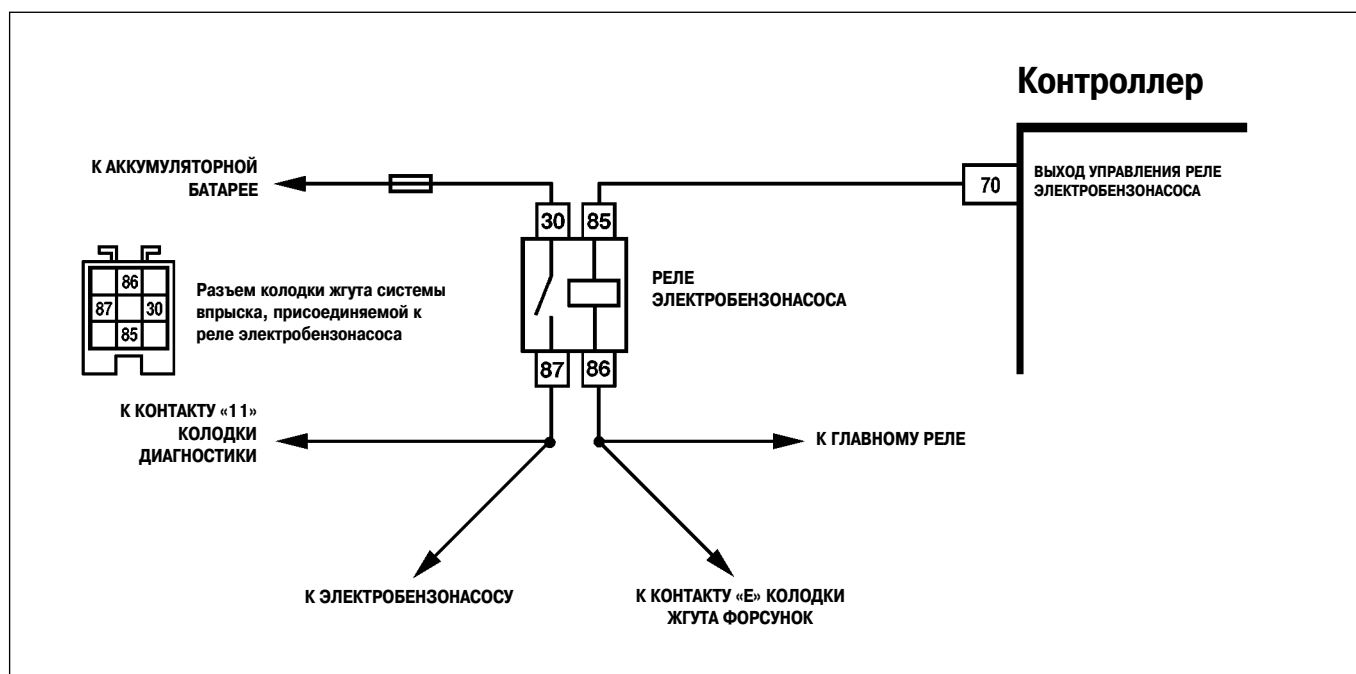 Контроллер
К АККУМУЛЯТОРНОЙ
БАТАРЕЕ
70
ВЫХОД УПРАВЛЕНИЯ РЕЛЕ
ЭЛЕКТРОБЕНЗОНАСОСА
30
85
86
87
30
85
Разъем колодки жгута системы
впрыска, присоединяемой к
реле электробензонасоса
РЕЛЕ
ЭЛЕКТРОБЕНЗОНАСОСА
87
86
К КОНТАКТУ «11»
КОЛОДКИ
ДИАГНОСТИКИ
К ГЛАВНОМУ РЕЛЕ
К ЭЛЕКТРОБЕНЗОНАСОСУ
К КОНТАКТУ «Е» КОЛОДКИ
ЖГУТА ФОРСУНОК